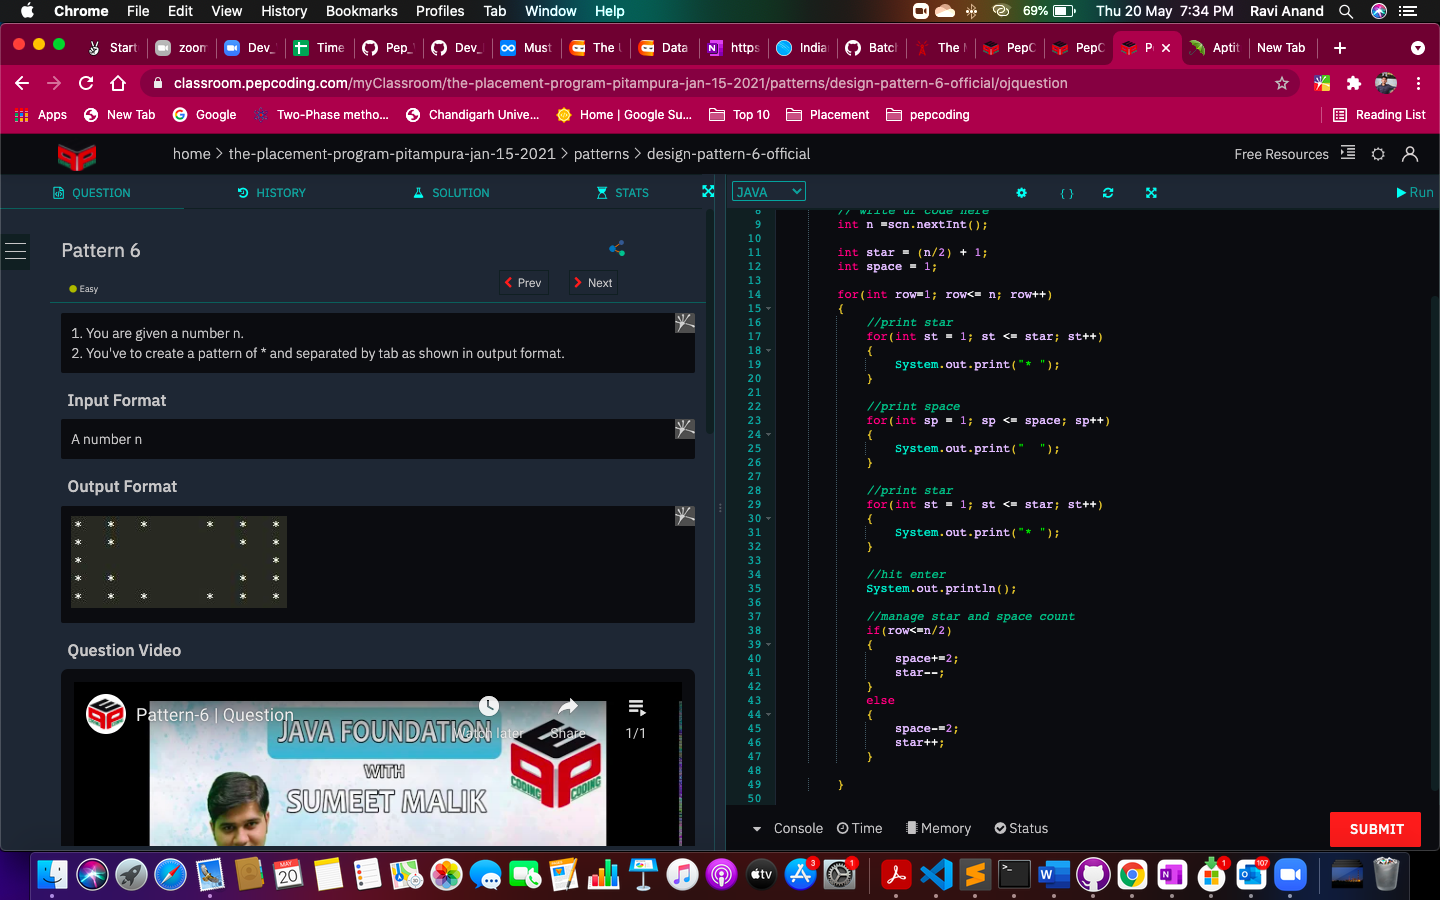 Chrome File Edit View History Bookmarks Profiles Tab Window Help 69% Thu 20 May 7:34 PM Ravi Anand
Start zoom Dev_ Time Pep_ Dev_ Must The Data https India Batc The M PepC PepC P Aptit New Tab
classroom.pepcoding.com/myClassroom/the-placement-program-pitampura-jan-15-2021/patterns/design-pattern-6-official/ojquestion
Apps New Tab Google Two-Phase metho... Chandigarh Unive... Home | Google Su... Top 10 Placement pepcoding Reading List
home > the-placement-program-pitampura-jan-15-2021 > patterns > design-pattern-6-official Free Resources
QUESTION HISTORY SOLUTION STATS JAVA { } Run
Pattern 6
Easy Prev Next
1. You are given a number n.
2. You've to create a pattern of * and separated by tab as shown in output format.
Input Format
A number n
Output Format
* * * * * *
* * * *
* *
* * * *
* * * * * *
Question Video
Pattern-6 | Question
Watch later Share 1/1
JAVA FOUNDATION
WITH
SUMEET MALIK
CODING CODING
8 // write ur code here
9 int n =scn.nextInt();
10
11 int star = (n/2) + 1;
12 int space = 1;
13
14 for(int row=1; row<= n; row++)
15 {
16 //print star
17 for(int st = 1; st <= star; st++)
18 {
19 System.out.print("* ");
20 }
21
22 //print space
23 for(int sp = 1; sp <= space; sp++)
24 {
25 System.out.print("  ");
26 }
27
28 //print star
29 for(int st = 1; st <= star; st++)
30 {
31 System.out.print("* ");
32 }
33
34 //hit enter
35 System.out.println();
36
37 //manage star and space count
38 if(row<=n/2)
39 {
40 space+=2;
41 star--;
42 }
43 else
44 {
45 space-=2;
46 star++;
47 }
48
49 }
50
Console Time Memory Status SUBMIT
MAY 20 tv 3 1 1 107